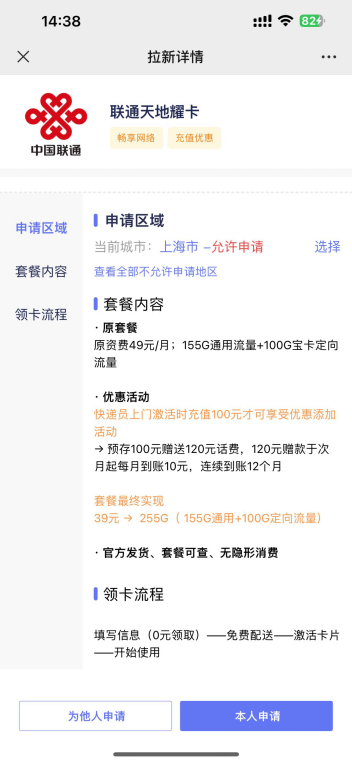 14:38
82
拉新详情
联通天地耀卡
中国联通
畅享网络 充值优惠
申请区域
套餐内容
领卡流程
申请区域
当前城市：上海市 –允许申请 选择
查看全部不允许申请地区
套餐内容
· 原套餐
原资费49元/月；155G通用流量+100G宝卡定向
流量
· 优惠活动
快递员上门激活时充值100元才可享受优惠添加
活动
→ 预存100元赠送120元话费，120元赠款于次
月起每月到账10元，连续到账12个月
套餐最终实现
39元 → 255G（ 155G通用+100G定向流量）
· 官方发货、套餐可查、无隐形消费
领卡流程
填写信息（0元领取）——免费配送——激活卡片
——开始使用
为他人申请 本人申请